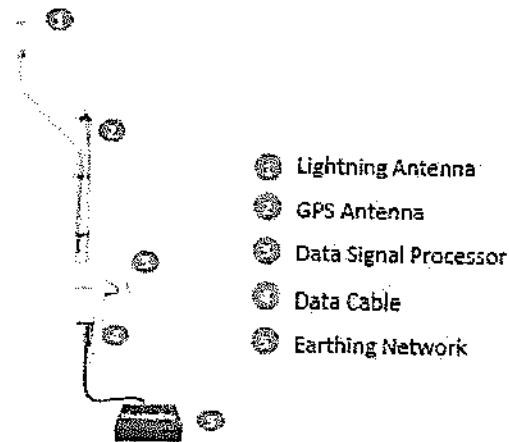 Lightning Antenna
GPS Antenna
Data Signal Processor
Data Cable
Earthing Network